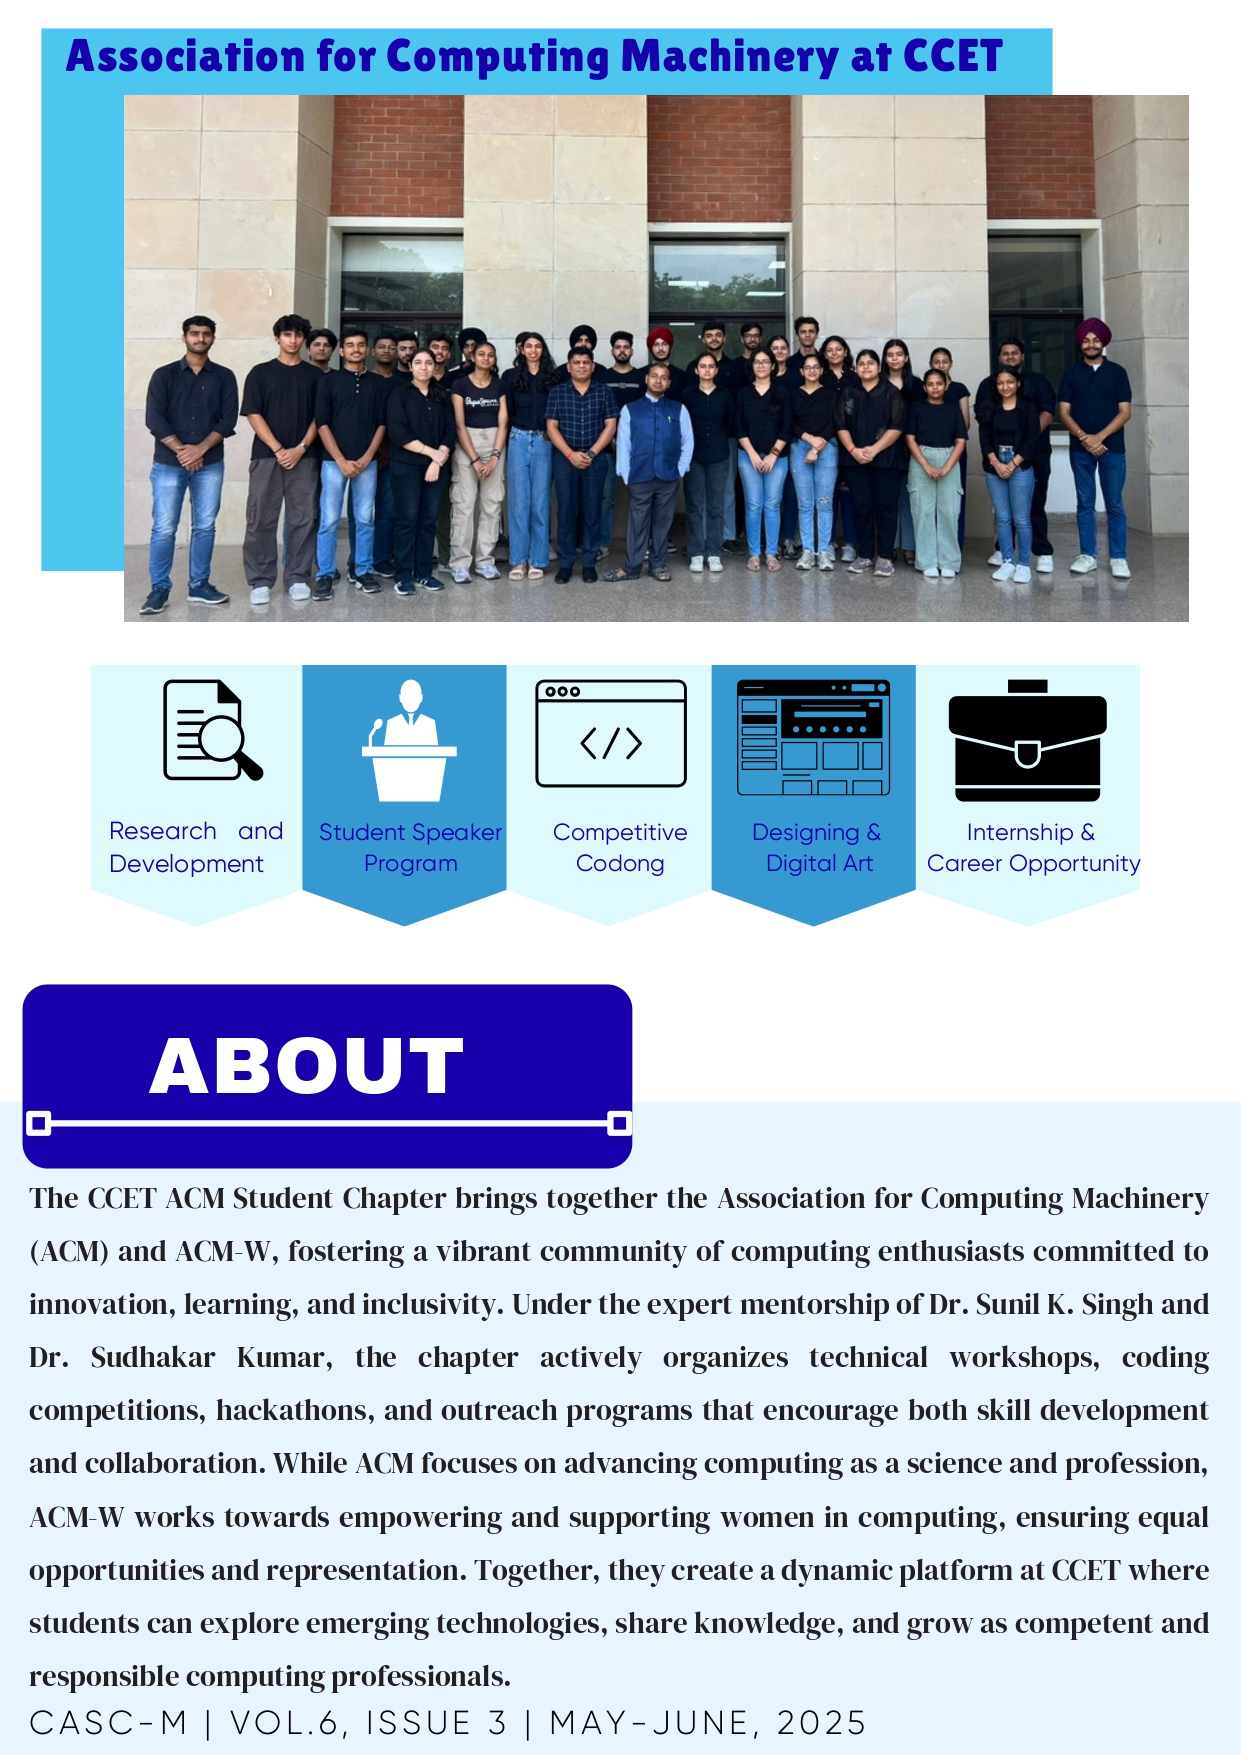 Association for Computing Machinery at CCET
Research and
Development
Student Speaker
Program
Competitive
Codong
Designing &
Digital Art
Internship &
Career Opportunity
ABOUT
The CCET ACM Student Chapter brings together the Association for Computing Machinery
(ACM) and ACM-W, fostering a vibrant community of computing enthusiasts committed to
innovation, learning, and inclusivity. Under the expert mentorship of Dr. Sunil K. Singh and
Dr. Sudhakar Kumar, the chapter actively organizes technical workshops, coding
competitions, hackathons, and outreach programs that encourage both skill development
and collaboration. While ACM focuses on advancing computing as a science and profession,
ACM-W works towards empowering and supporting women in computing, ensuring equal
opportunities and representation. Together, they create a dynamic platform at CCET where
students can explore emerging technologies, share knowledge, and grow as competent and
responsible computing professionals.
CASC-M | VOL.6, ISSUE 3 | MAY-JUNE, 2025